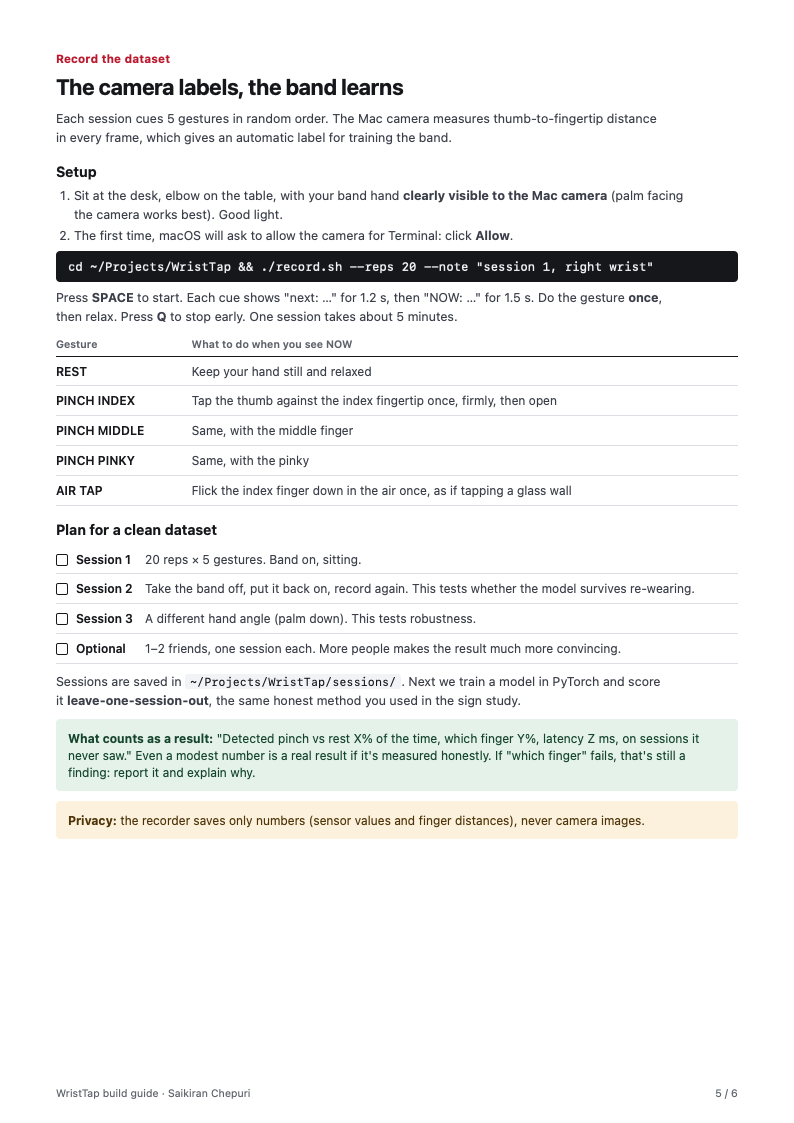 Record the dataset
The camera labels, the band learns
Each session cues 5 gestures in random order. The Mac camera measures thumb-to-fingertip distance
in every frame, which gives an automatic label for training the band.
Setup
1. Sit at the desk, elbow on the table, with your band hand clearly visible to the Mac camera (palm facing
the camera works best). Good light.
2. The first time, macOS will ask to allow the camera for Terminal: click Allow.
cd ~/Projects/WristTap && ./record.sh --reps 20 --note "session 1, right wrist"
Press SPACE to start. Each cue shows "next: …" for 1.2 s, then "NOW: …" for 1.5 s. Do the gesture once,
then relax. Press Q to stop early. One session takes about 5 minutes.
Gesture What to do when you see NOW
REST Keep your hand still and relaxed
PINCH INDEX Tap the thumb against the index fingertip once, firmly, then open
PINCH MIDDLE Same, with the middle finger
PINCH PINKY Same, with the pinky
AIR TAP Flick the index finger down in the air once, as if tapping a glass wall
Plan for a clean dataset
Session 1 20 reps × 5 gestures. Band on, sitting.
Session 2 Take the band off, put it back on, record again. This tests whether the model survives re-wearing.
Session 3 A different hand angle (palm down). This tests robustness.
Optional 1–2 friends, one session each. More people makes the result much more convincing.
Sessions are saved in ~/Projects/WristTap/sessions/ . Next we train a model in PyTorch and score
it leave-one-session-out, the same honest method you used in the sign study.
What counts as a result: "Detected pinch vs rest X% of the time, which finger Y%, latency Z ms, on sessions it
never saw." Even a modest number is a real result if it's measured honestly. If "which finger" fails, that's still a
finding: report it and explain why.
Privacy: the recorder saves only numbers (sensor values and finger distances), never camera images.
WristTap build guide · Saikiran Chepuri 5 / 6